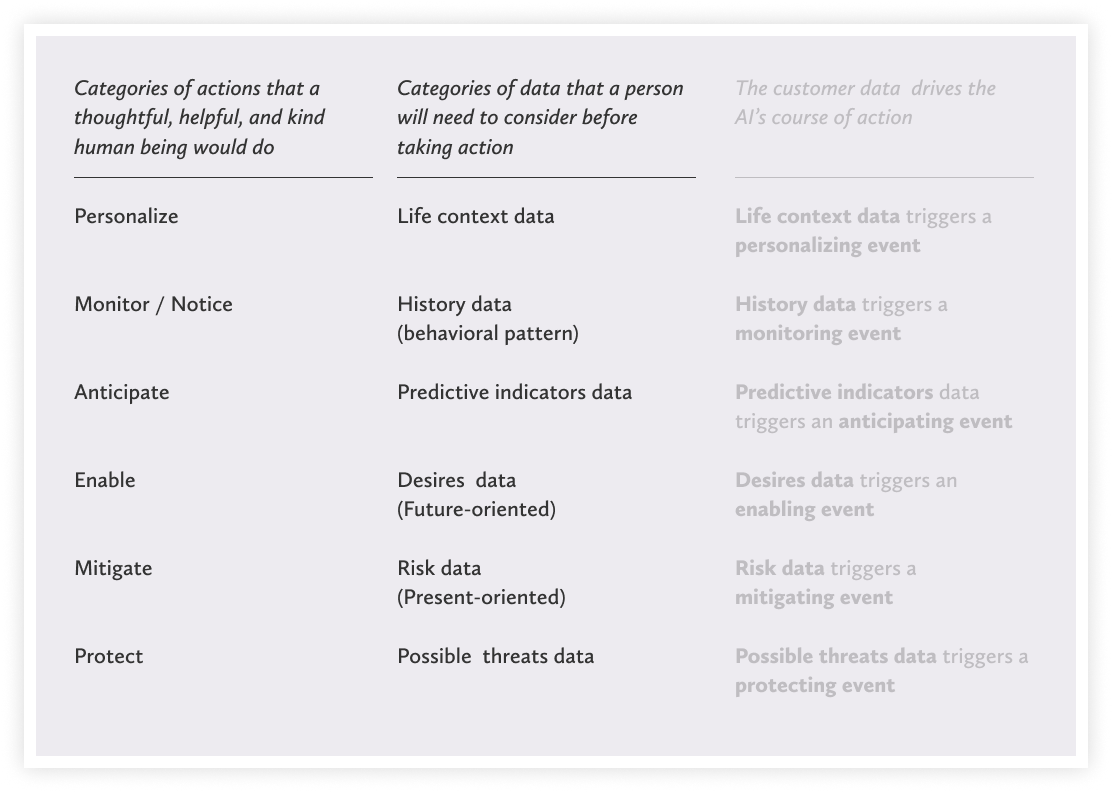 Categories of actions that a
thoughtful, helpful, and kind
human being would do
Categories of data that a person
will need to consider before
taking action
The customer data  drives the
AI’s course of action
Personalize
Life context data
Life context data triggers a
personalizing event
Monitor / Notice
History data
(behavioral pattern)
History data triggers a
monitoring event
Anticipate
Predictive indicators data
Predictive indicators data
triggers an anticipating event
Enable
Desires  data
(Future-oriented)
Desires data triggers an
enabling event
Mitigate
Risk data
(Present-oriented)
Risk data triggers a
mitigating event
Protect
Possible  threats data
Possible threats data triggers a
protecting event